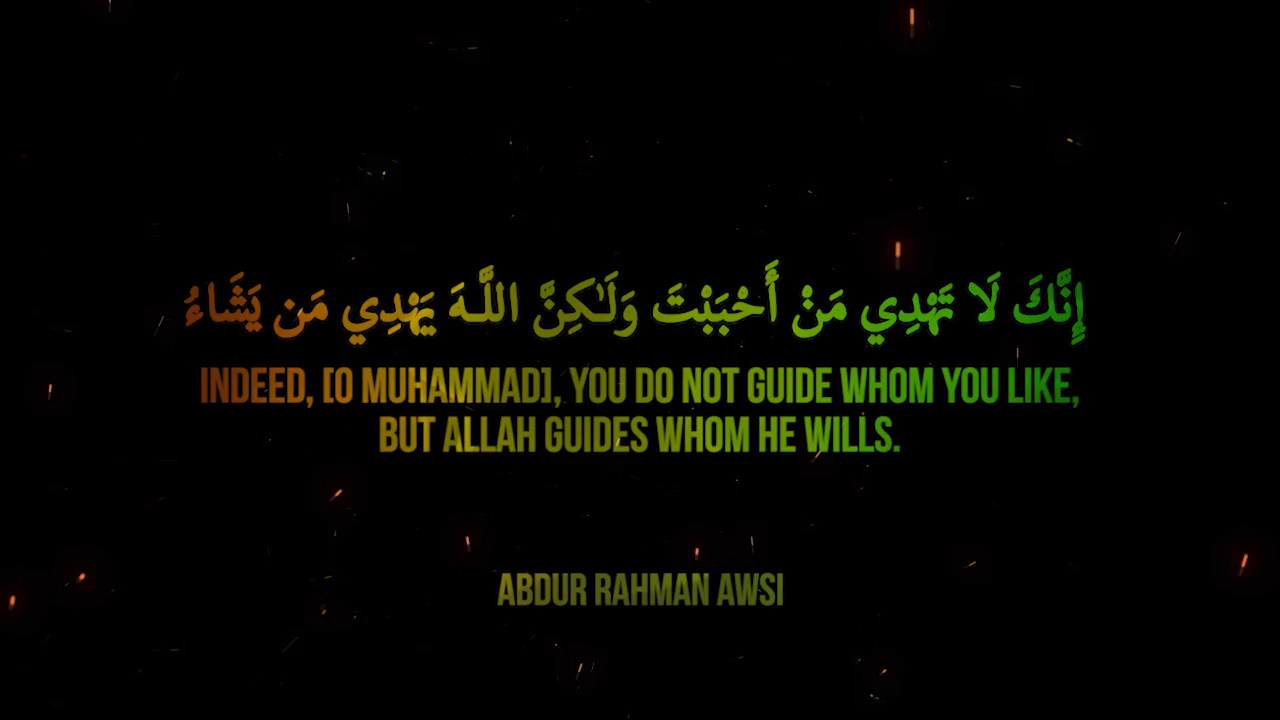 إِنَّكَ لَا تَهْدِي مَنْ أَحْبَبْتَ وَلَٰكِنَّ اللَّهَ يَهْدِي مَن يَشَاءُ
INDEED, [O MUHAMMAD], YOU DO NOT GUIDE WHOM YOU LIKE,
BUT ALLAH GUIDES WHOM HE WILLS.
ABDUR RAHMAN AWSI